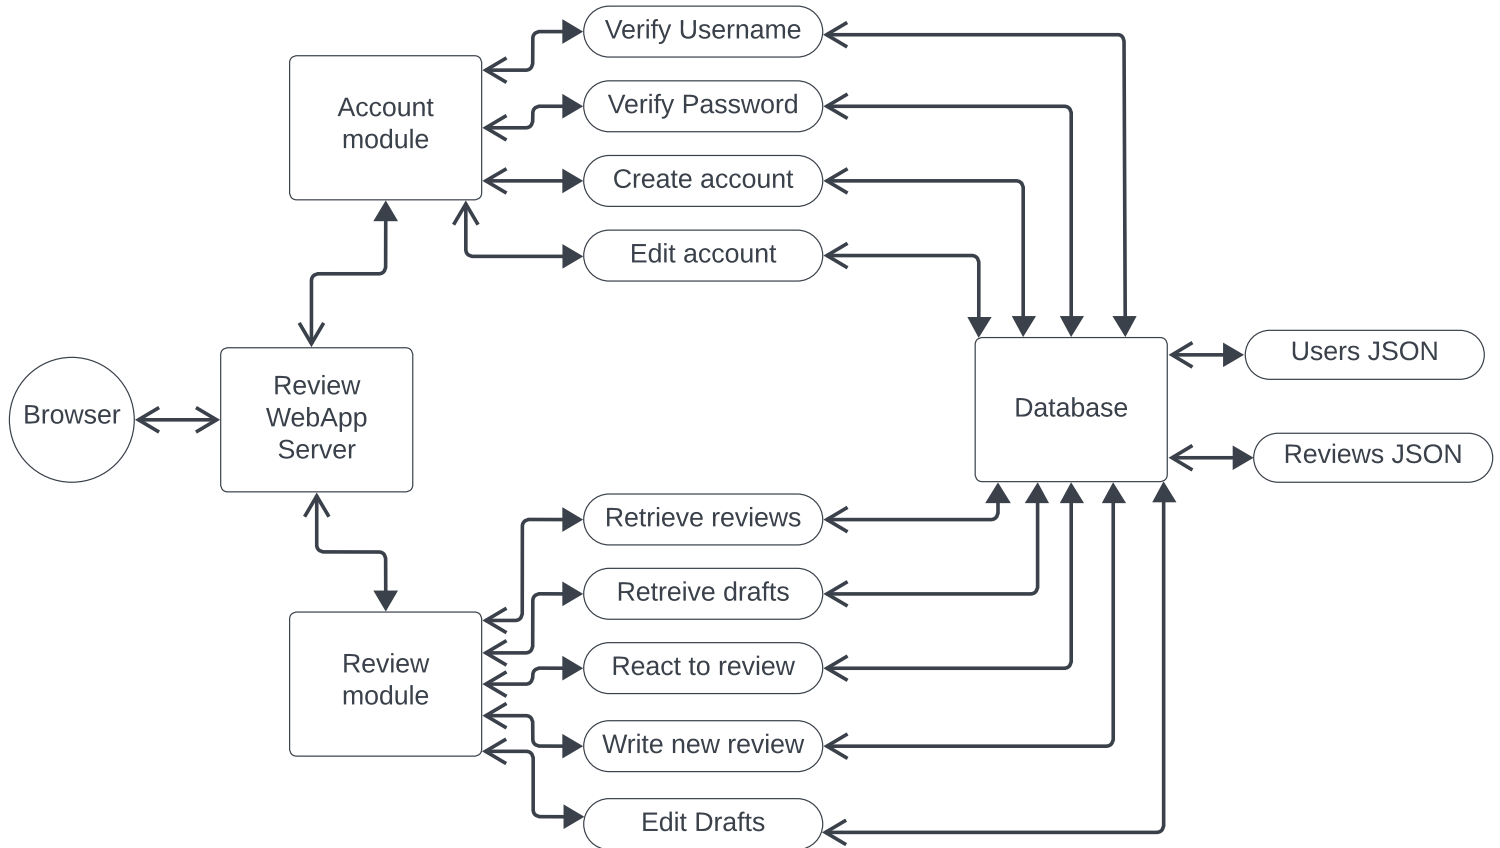 Verify Username
Account
module
Verify Password
Create account
Edit account
Browser
Review
WebApp
Server
Database
Users JSON
Reviews JSON
Retrieve reviews
Retreive drafts
Review
module
React to review
Write new review
Edit Drafts